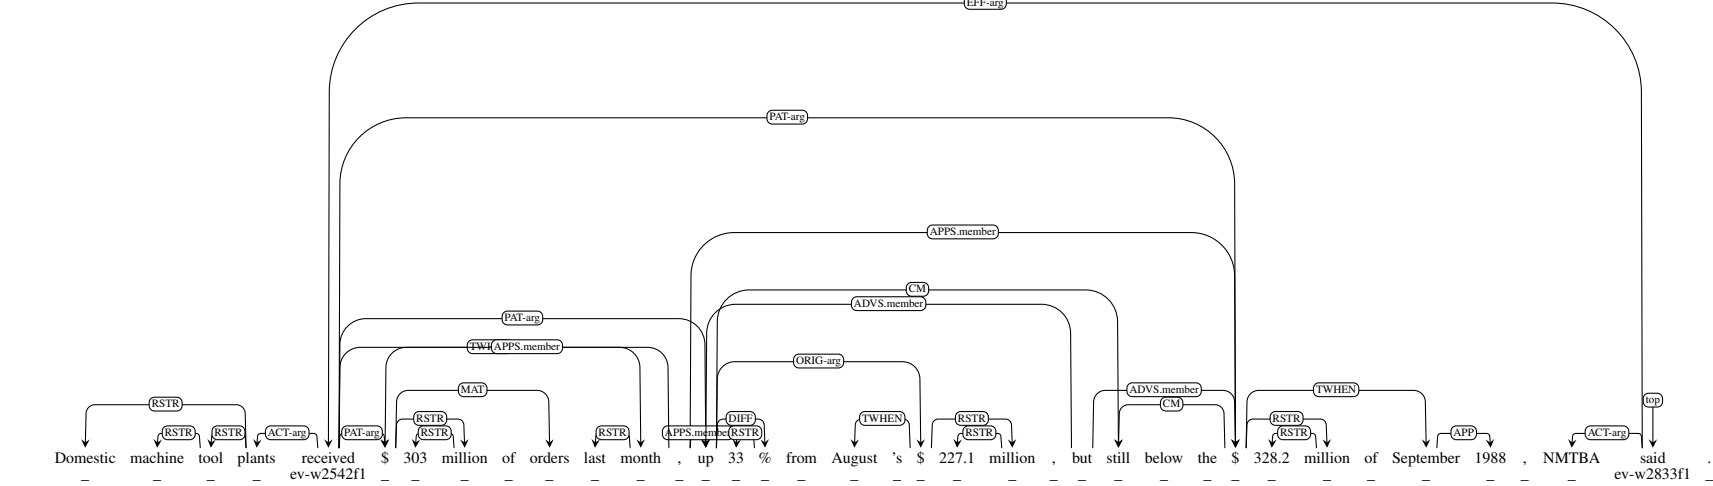 EFF-arg
PAT-arg
APPS.member
CM
ADVS.member
PAT-arg
APPS.member
ORIG-arg
MAT ADVS.member TWHEN
RSTR CM top
RSTR DIFF TWHEN RSTR RSTR
RSTR RSTR ACT-arg PAT-arg RSTR RSTR RSTR RSTR RSTR APP ACT-arg
Domestic machine tool plants received $ 303 million of orders last month , up 33 % from August 's $ 227.1 million , but still below the $ 328.2 million of September 1988 , NMTBA said .
ev-w2542f1 ev-w2833f1